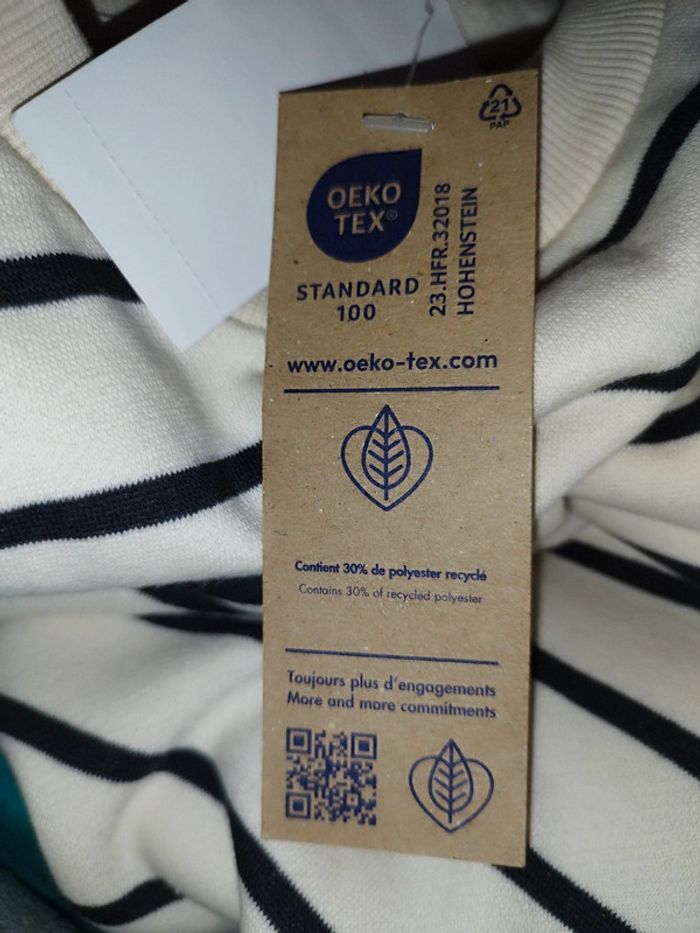 21
PAP
OEKO
TEX®
STANDARD
100
23.HFR.32018
HOHENSTEIN
www.oeko-tex.com
Contient 30% de polyester recyclé
Contains 30% of recycled polyester
Toujours plus d'engagements
More and more commitments